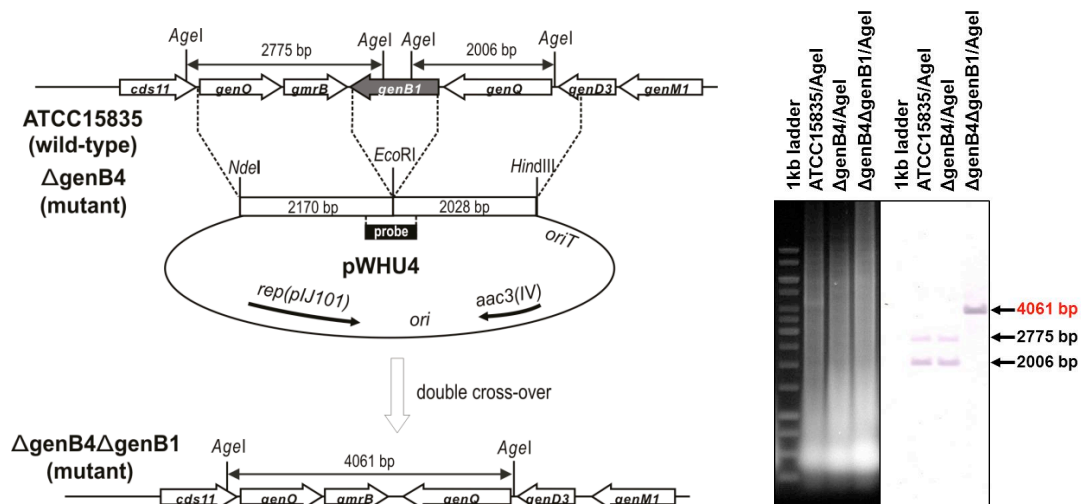 AgeI 2775 bp AgeI AgeI 2006 bp AgeI
cds11 genO gmrB genB1 genQ genD3 genM1
ATCC15835
(wild-type)
ΔgenB4
(mutant)
NdeI EcoRI HindIII
2170 bp 2028 bp
probe
oriT
pWHU4
rep(pIJ101) ori aac3(IV)
double cross-over
ΔgenB4ΔgenB1
(mutant)
AgeI 4061 bp AgeI
cds11 genO gmrB genQ genD3 genM1
1kb ladder
ATCC15835/AgeI
ΔgenB4/AgeI
ΔgenB4ΔgenB1/AgeI
1kb ladder
ATCC15835/AgeI
ΔgenB4/AgeI
ΔgenB4ΔgenB1/AgeI
4061 bp
2775 bp
2006 bp